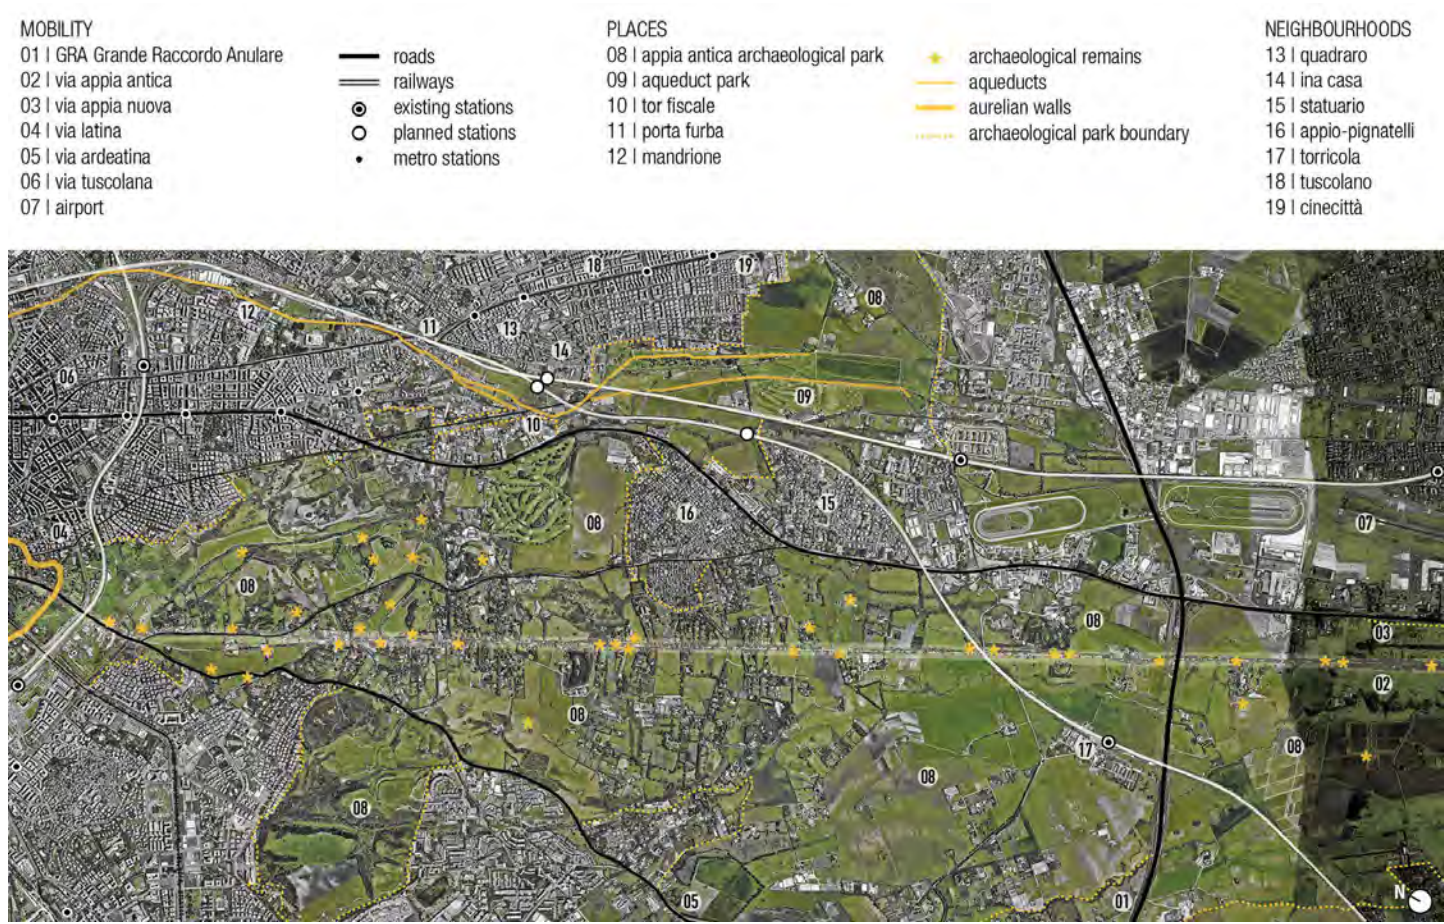 MOBILITY
01 | GRA Grande Raccordo Anulare
02 | via appia antica
03 | via appia nuova
04 | via latina
05 | via ardeatina
06 | via tuscolana
07 | airport
roads
railways
existing stations
planned stations
metro stations
PLACES
08 | appia antica archaeological park
09 | aqueduct park
10 | tor fiscale
11 | porta furba
12 | mandrione
archaeological remains
aqueducts
aurelian walls
archaeological park boundary
NEIGHBOURHOODS
13 | quadraro
14 | ina casa
15 | statuario
16 | appio-pignatelli
17 | torricola
18 | tuscolano
19 | cinecittà
18
19
08
12
11
13
14
06
09
10
04
16
15
08
07
08
08
03
02
08
17
08
08
08
05
01
N